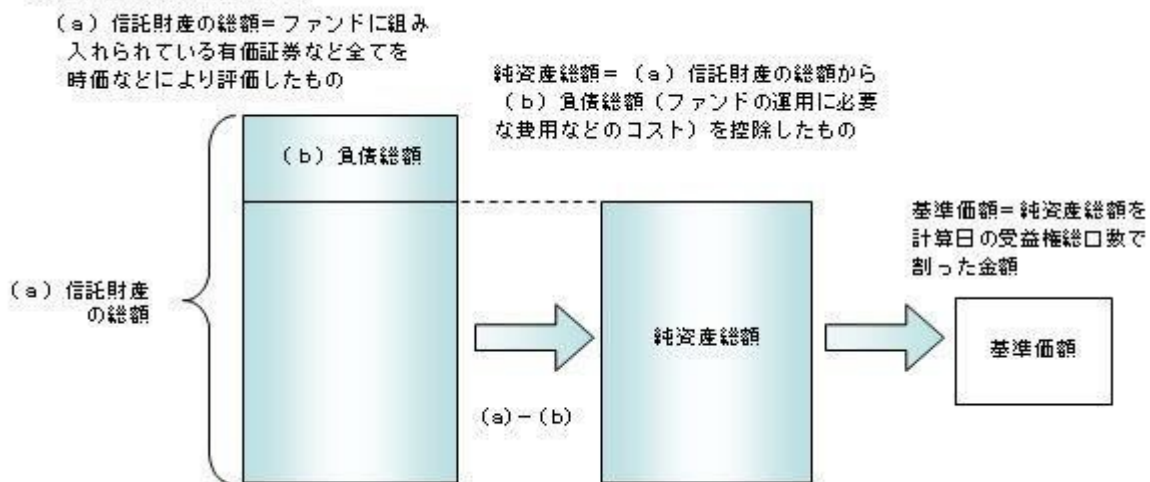 (a)信託財産の総額=ファンドに組み
入れられている有価証券など全てを
時価などにより評価したもの
純資産総額=(a)信託財産の総額から
(b)負債総額(ファンドの運用に必要
な費用などのコスト)を控除したもの
(b)負債総額
基準価額=純資産総額を
計算日の受益権総口数で
割った金額
(a)信託財産
の総額
純資産総額
基準価額
(a)-(b)